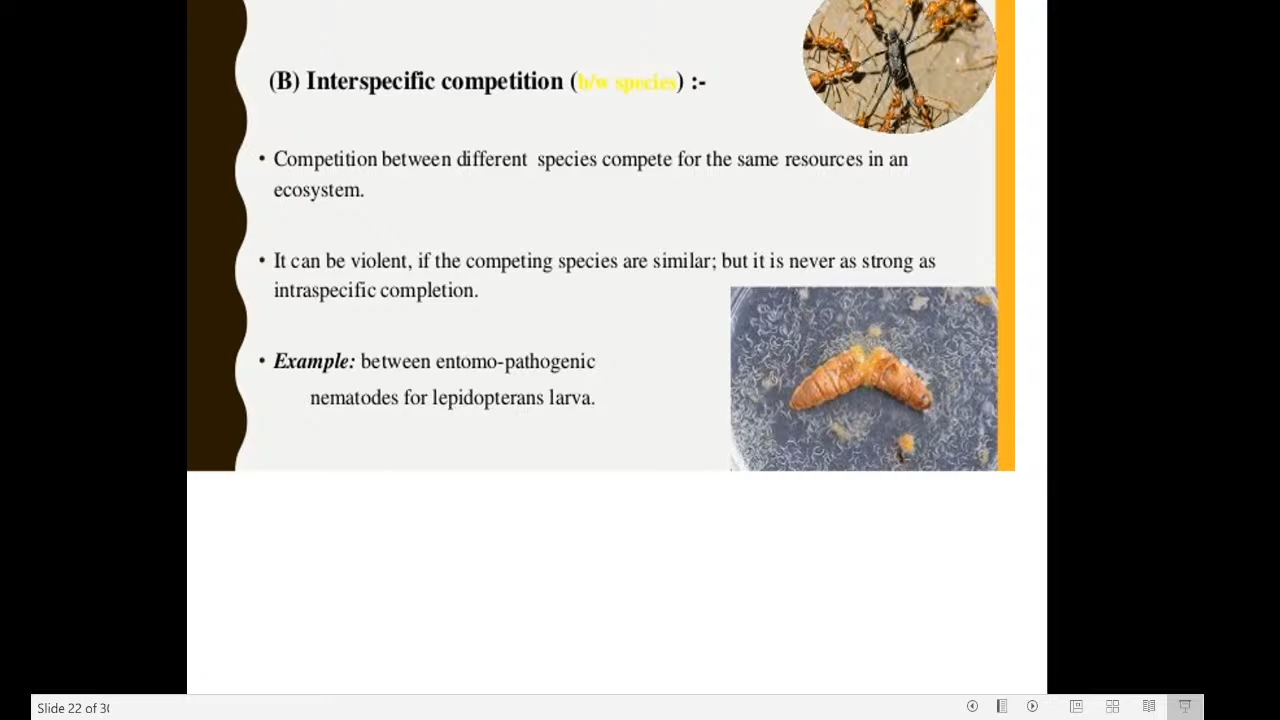 (B) Interspecific competition (b/w species) :-
• Competition between different species compete for the same resources in an
ecosystem.
• It can be violent, if the competing species are similar; but it is never as strong as
intraspecific completion.
• Example: between entomo-pathogenic
nematodes for lepidopterans larva.
Slide 22 of 30